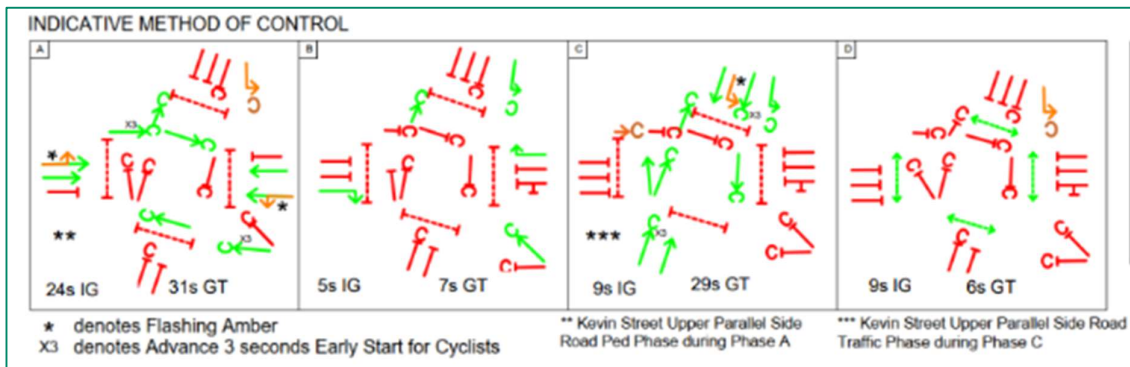 INDICATIVE METHOD OF CONTROL
A
B
C
D
X3
*
*
**
24s IG 31s GT
5s IG 7s GT
*
X3
X3
***
9s IG 29s GT
9s IG 6s GT
* denotes Flashing Amber
X3 denotes Advance 3 seconds Early Start for Cyclists
** Kevin Street Upper Parallel Side
Road Ped Phase during Phase A
*** Kevin Street Upper Parallel Side Road
Traffic Phase during Phase C